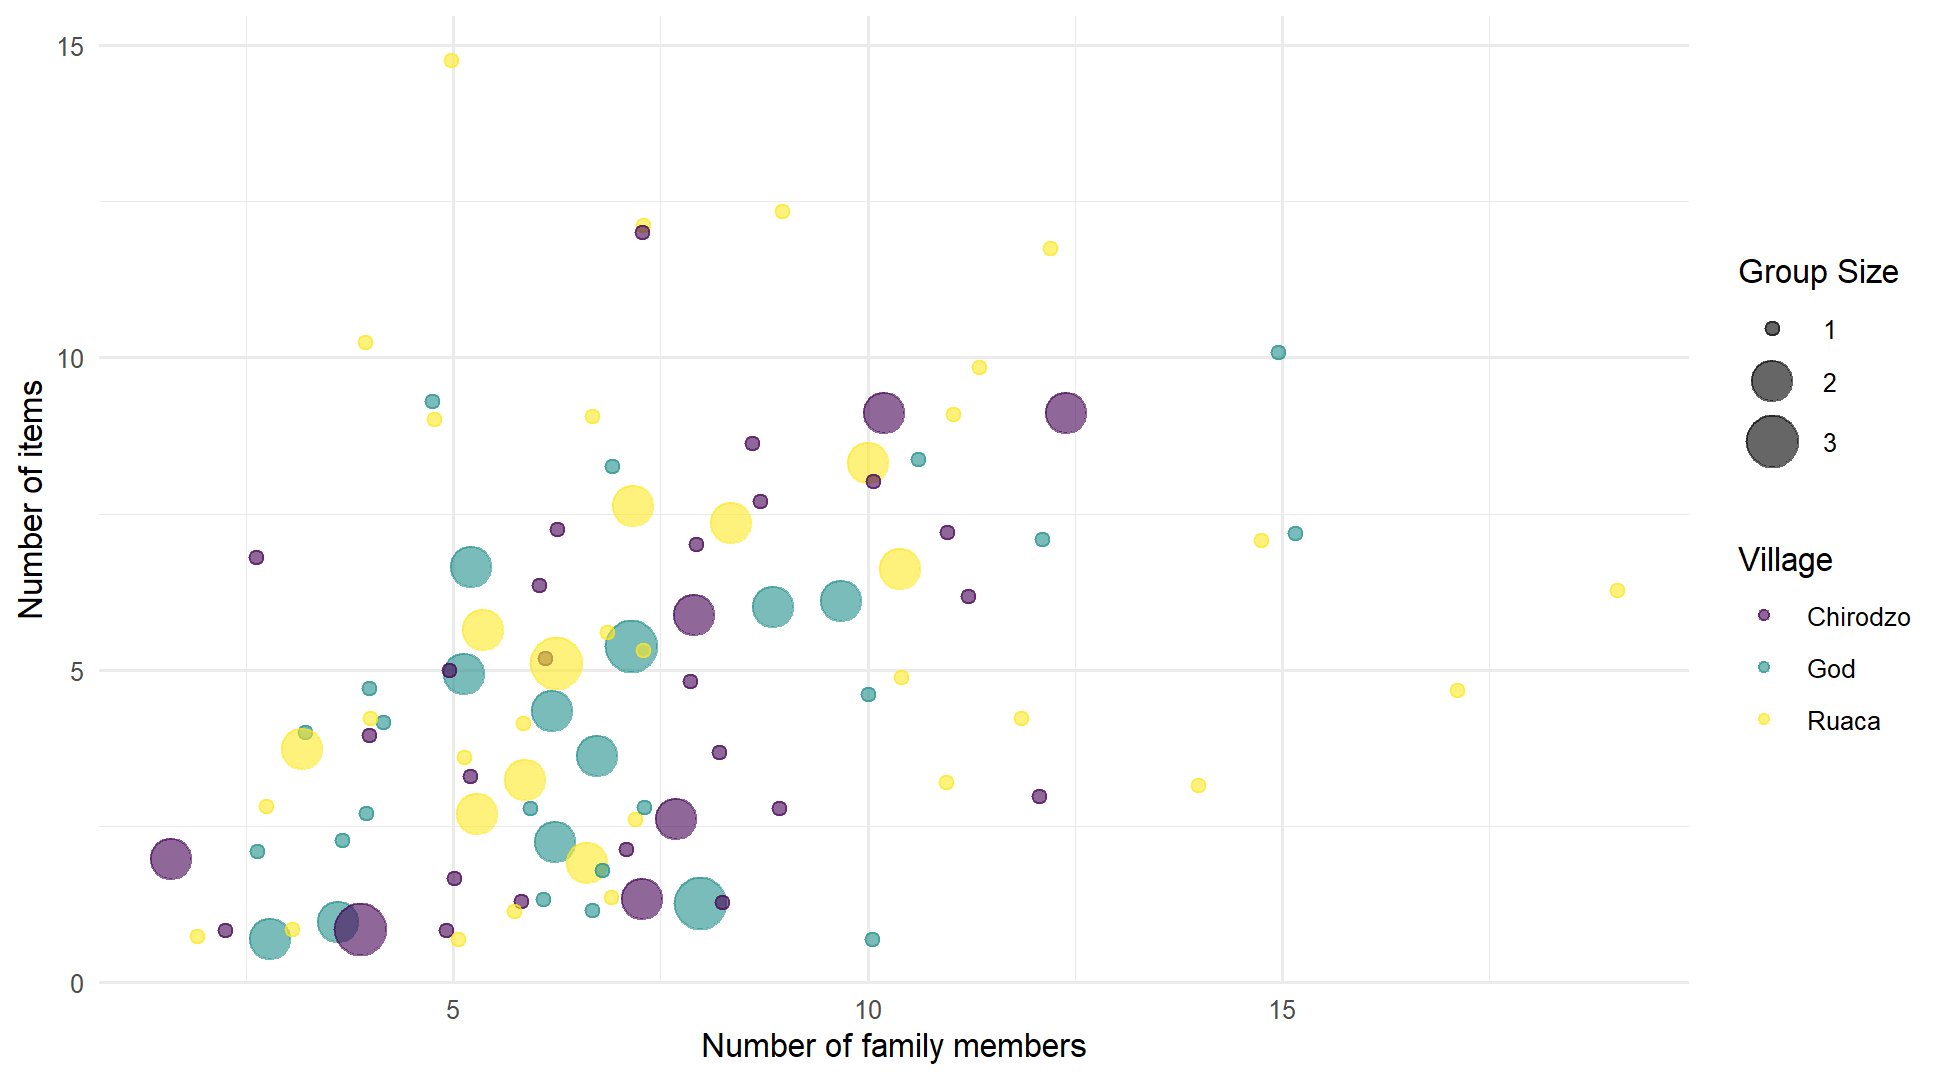 15
10
5
0
Number of items
5
10
15
Number of family members
Group Size
1
2
3
Village
Chirodzo
God
Ruaca